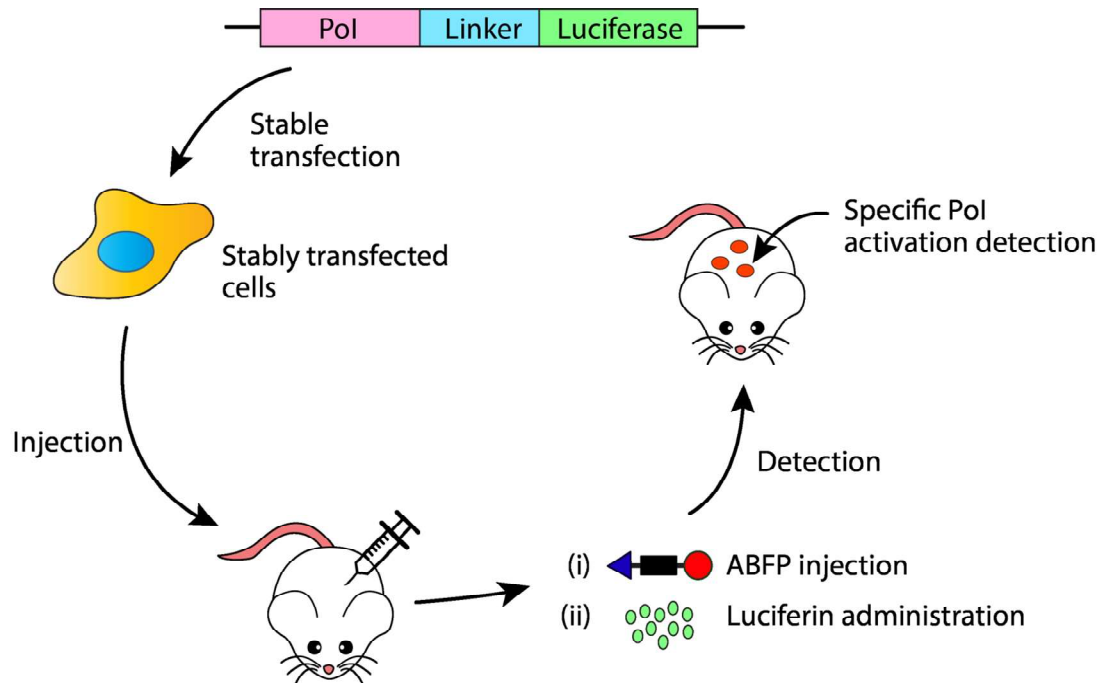 PoI
Linker
Luciferase
Stable
transfection
Stably transfected
cells
Specific PoI
activation detection
Injection
Detection
(i) ABFP injection
(ii) Luciferin administration